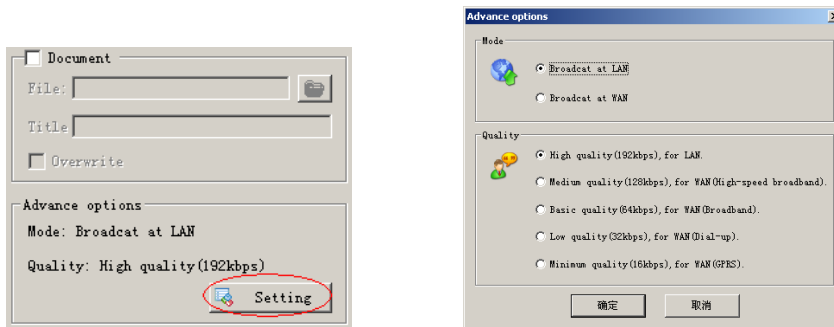 Document
File:
Title
Overwrite
Advance options
Mode: Broadcat at LAN
Quality: High quality(192kbps)
Setting
Advance options
Mode
Broadcat at LAN
Broadcat at WAN
Quality
High quality(192kbps), for LAN.
Medium quality(128kbps), for WAN(High-speed broadband).
Basic quality(64kbps), for WAN(Broadband).
Low quality(32kbps), for WAN(Dial-up).
Minimum quality(16kbps), for WAN(GPRS).
确定 取消